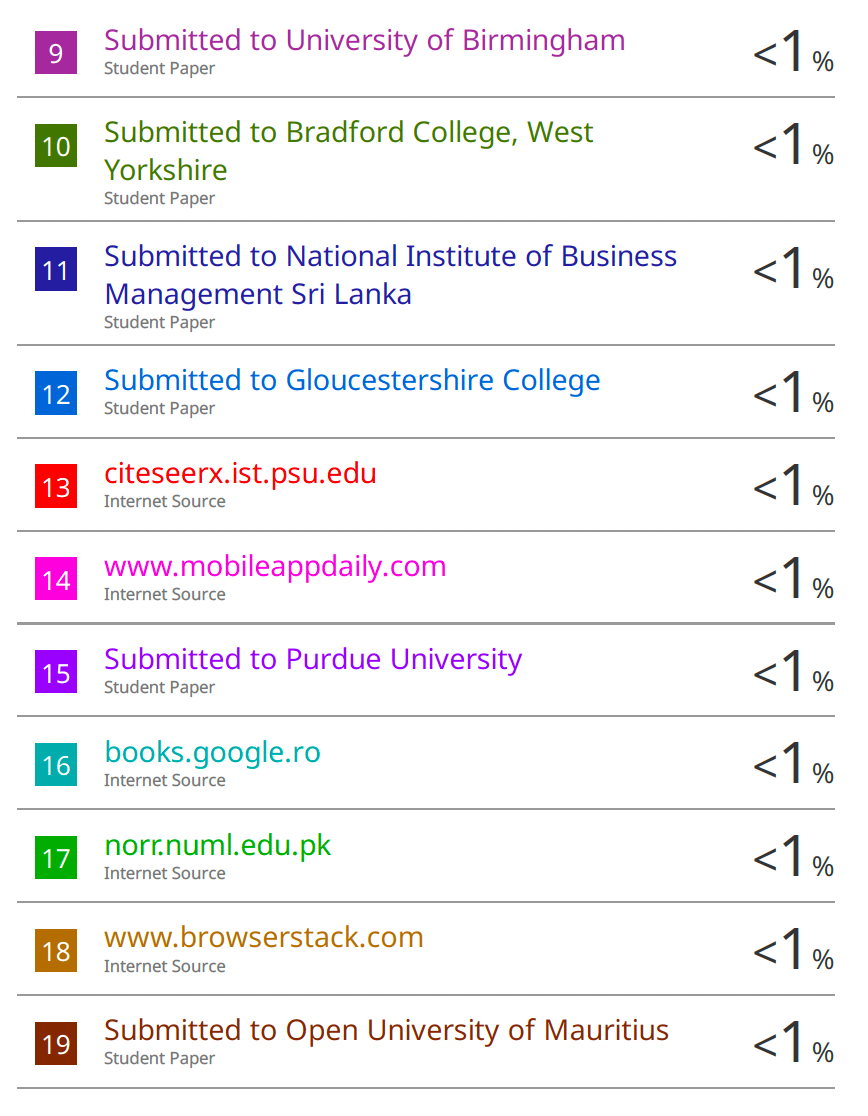 9 Submitted to University of Birmingham <1%
Student Paper
10 Submitted to Bradford College, West <1%
Yorkshire
Student Paper
11 Submitted to National Institute of Business <1%
Management Sri Lanka
Student Paper
12 Submitted to Gloucestershire College <1%
Student Paper
13 citeseerx.ist.psu.edu <1%
Internet Source
14 www.mobileappdaily.com <1%
Internet Source
15 Submitted to Purdue University <1%
Student Paper
16 books.google.ro <1%
Internet Source
17 norr.numl.edu.pk <1%
Internet Source
18 www.browserstack.com <1%
Internet Source
19 Submitted to Open University of Mauritius <1%
Student Paper